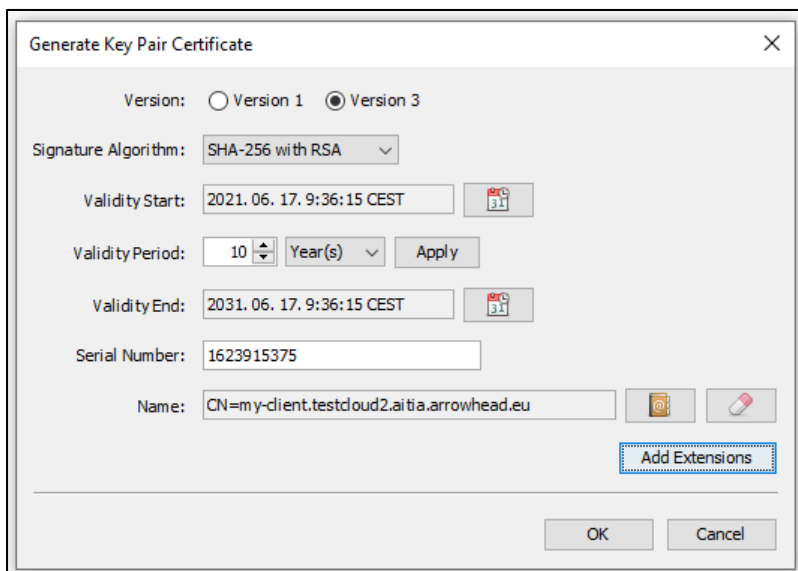 Generate Key Pair Certificate
Version: Version 1 Version 3
Signature Algorithm: SHA-256 with RSA
Validity Start: 2021. 06. 17. 9:36:15 CEST
31
Validity Period: 10 Year(s) Apply
Validity End: 2031. 06. 17. 9:36:15 CEST
31
Serial Number: 1623915375
Name: CN=my-client.testcloud2.aitia.arrowhead.eu
@
Add Extensions
OK Cancel